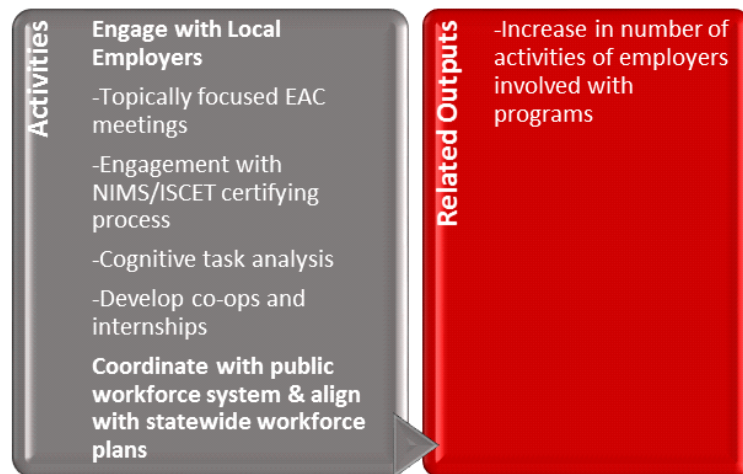 Activities
Engage with Local
Employers
-Topically focused EAC
meetings
-Engagement with
NIMS/ISCET certifying
process
-Cognitive task analysis
-Develop co-ops and
internships
Coordinate with public
workforce system & align
with statewide workforce
plans
Related Outputs
-Increase in number of
activities of employers
involved with
programs